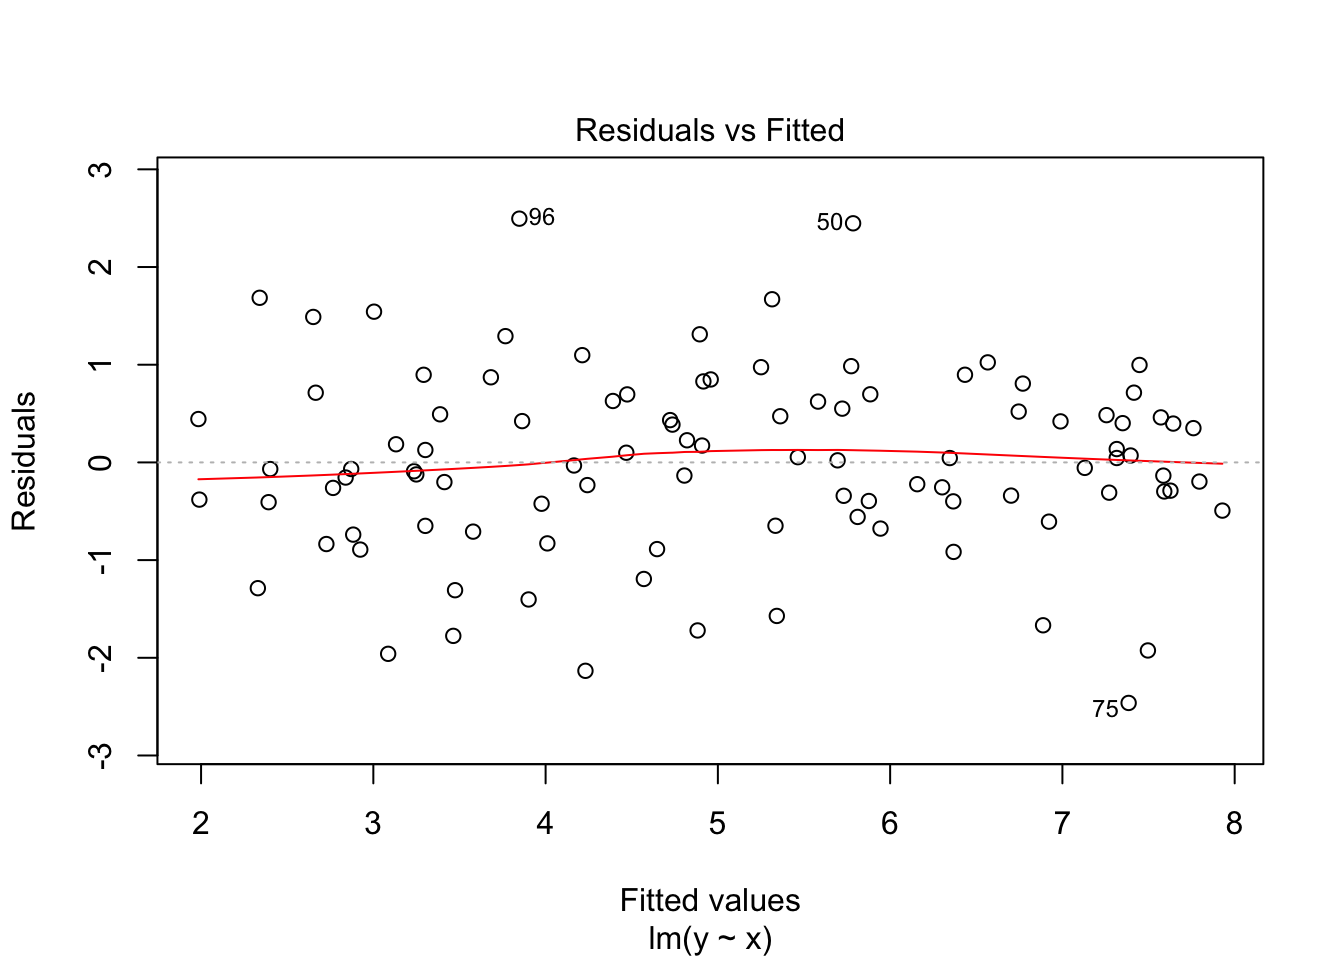 Residuals vs Fitted
3
2
1
0
-1
-2
-3
Residuals
96
50
75
2 3 4 5 6 7 8
Fitted values
lm(y ~ x)